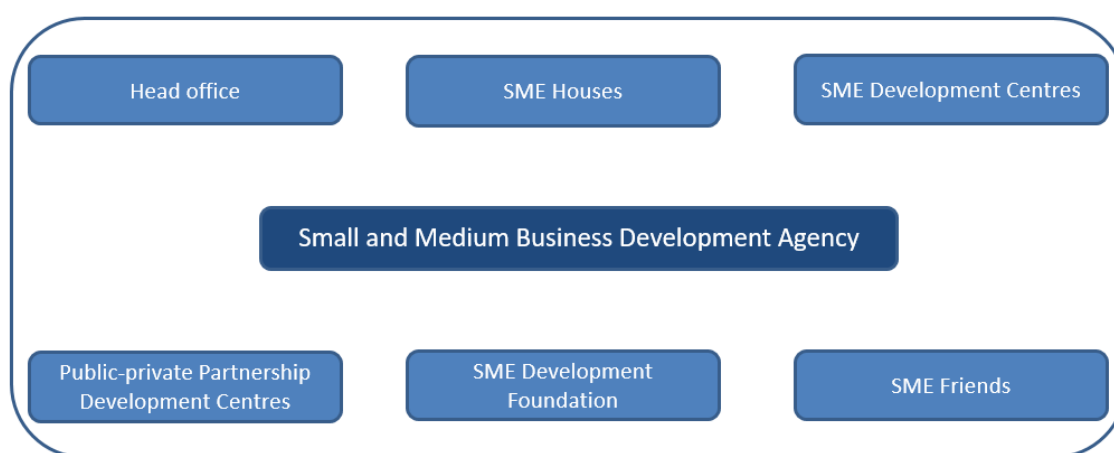 Head office
SME Houses
SME Development Centres
Small and Medium Business Development Agency
Public-private Partnership
Development Centres
SME Development
Foundation
SME Friends